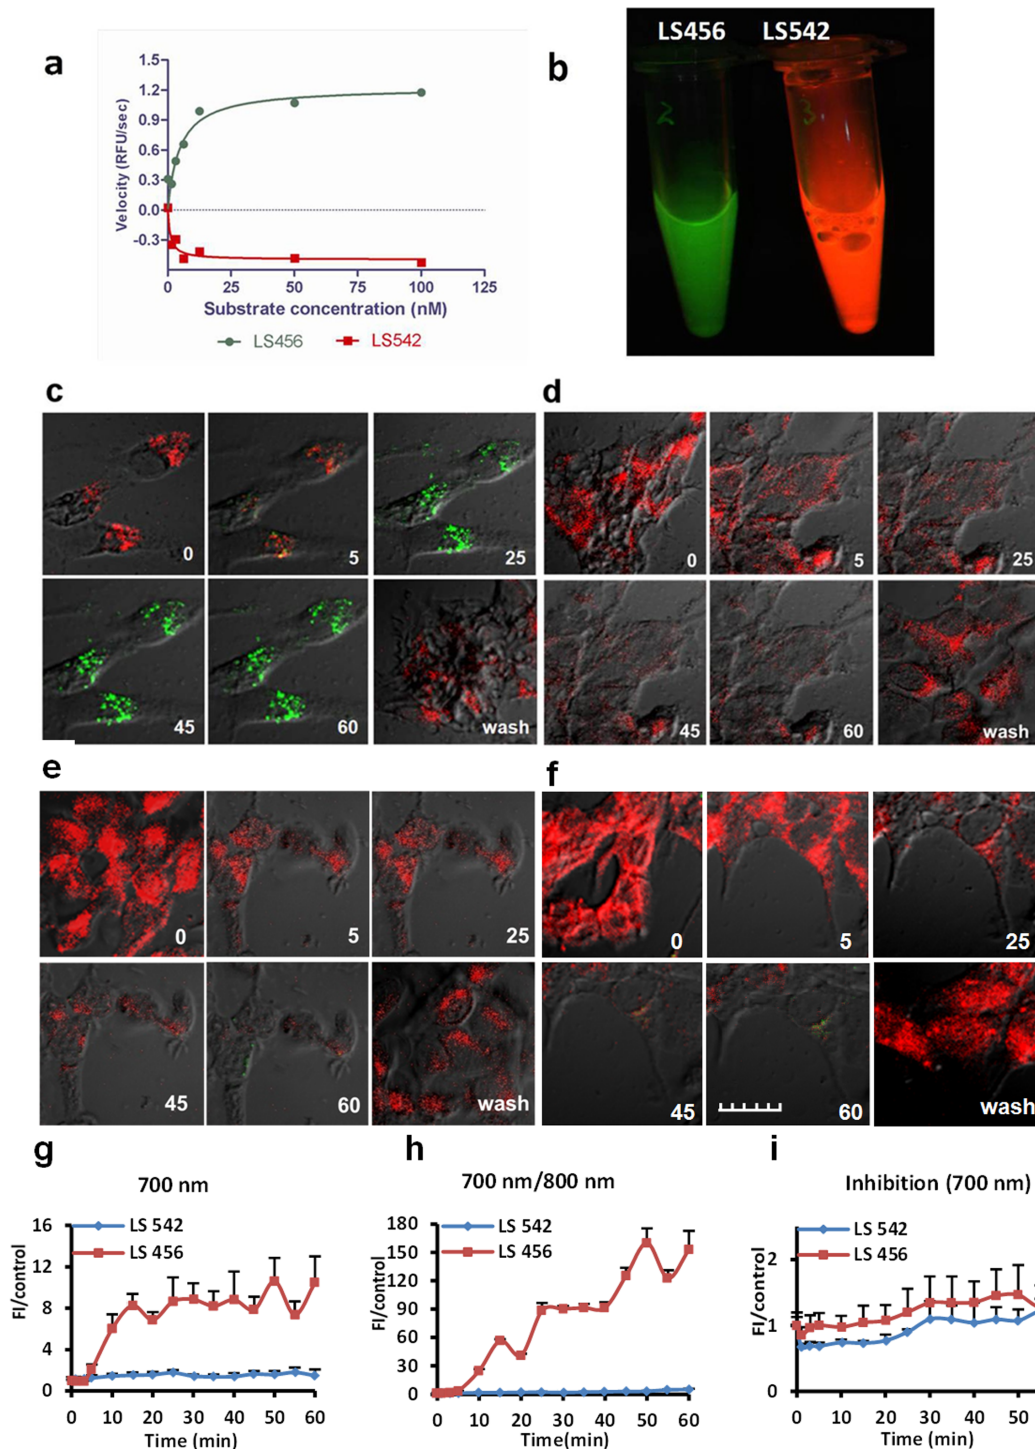 a
1.5
1.2
0.9
0.6
0.3
0.0
-0.3
Velocity (RFU/sec)
0 25 50 75 100 125
Substrate concentration (nM)
LS456 LS542
b
LS456 LS542
2 3
c
0 5 25
45 60 wash
d
0 5 25
45 60 wash
e
0 5 25
45 60 wash
f
0 5 25
45 60 wash
g
700 nm
LS 542
LS 456
16
12
8
4
0
FI/control
0 10 20 30 40 50 60
Time (min)
h
700 nm/800 nm
LS 542
LS 456
180
150
120
90
60
30
0
FI/control
0 10 20 30 40 50 60
Time(min)
i
Inhibition (700 nm)
LS 542
LS 456
2
1
0
FI/control
0 10 20 30 40 50
Time (min)